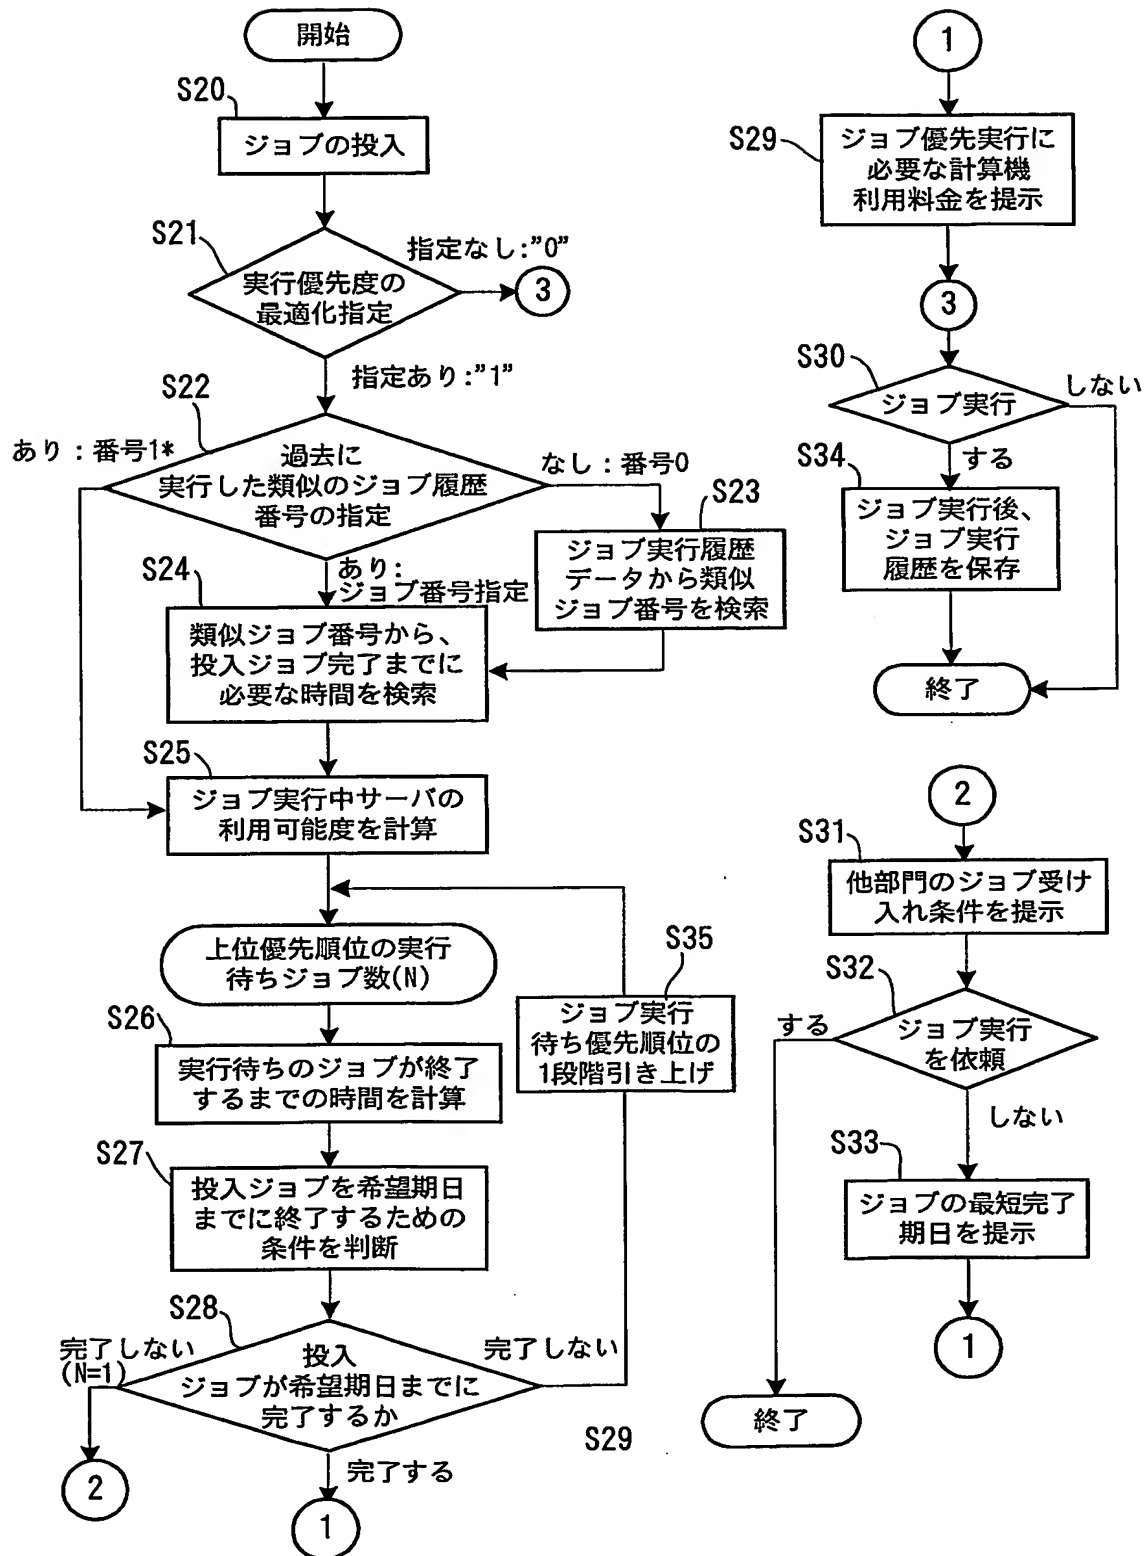 開始
S20
ジョブの投入
S21
指定なし:"0"
実行優先度の
最適化指定
3
指定あり:"1"
S22
あり：番号1*
過去に
実行した類似のジョブ履歴
番号の指定
なし：番号0
S23
ジョブ実行履歴
データから類似
ジョブ番号を検索
あり:
ジョブ番号指定
S24
類似ジョブ番号から、
投入ジョブ完了までに
必要な時間を検索
S25
ジョブ実行中サーバの
利用可能度を計算
上位優先順位の実行
待ちジョブ数(N)
S35
ジョブ実行
待ち優先順位の
1段階引き上げ
S26
実行待ちのジョブが終了
するまでの時間を計算
S27
投入ジョブを希望期日
までに終了するための
条件を判断
S28
完了しない
(N=1)
投入
ジョブが希望期日までに
完了するか
完了しない
S29
完了する
2
1
1
S29
ジョブ優先実行に
必要な計算機
利用料金を提示
3
S30
ジョブ実行
しない
する
S34
ジョブ実行後、
ジョブ実行
履歴を保存
終了
2
S31
他部門のジョブ受け
入れ条件を提示
S32
する
ジョブ実行
を依頼
しない
S33
ジョブの最短完了
期日を提示
1
終了